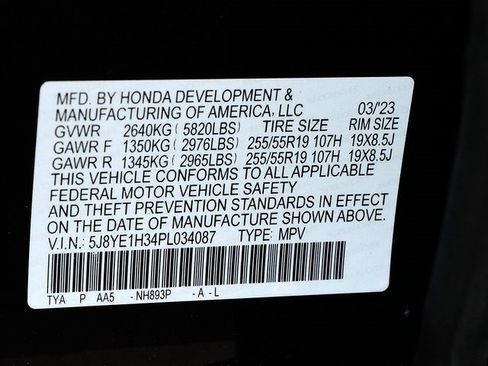 MFD. BY HONDA DEVELOPMENT &
MANUFACTURING OF AMERICA, LLC 03/23
GVWR 2640KG ( 5820LBS) TIRE SIZE RIM SIZE
GAWR F 1350KG ( 2976LBS) 255/55R19 107H 19X8.5J
GAWR R 1345KG ( 2965LBS) 255/55R19 107H 19X8.5J
THIS VEHICLE CONFORMS TO ALL APPLICABLE
FEDERAL MOTOR VEHICLE SAFETY
AND THEFT PREVENTION STANDARDS IN EFFECT
ON THE DATE OF MANUFACTURE SHOWN ABOVE.
V.I.N.: 5J8YE1H34PL034087 TYPE: MPV
TYA P AA5 -NH893P -A-L